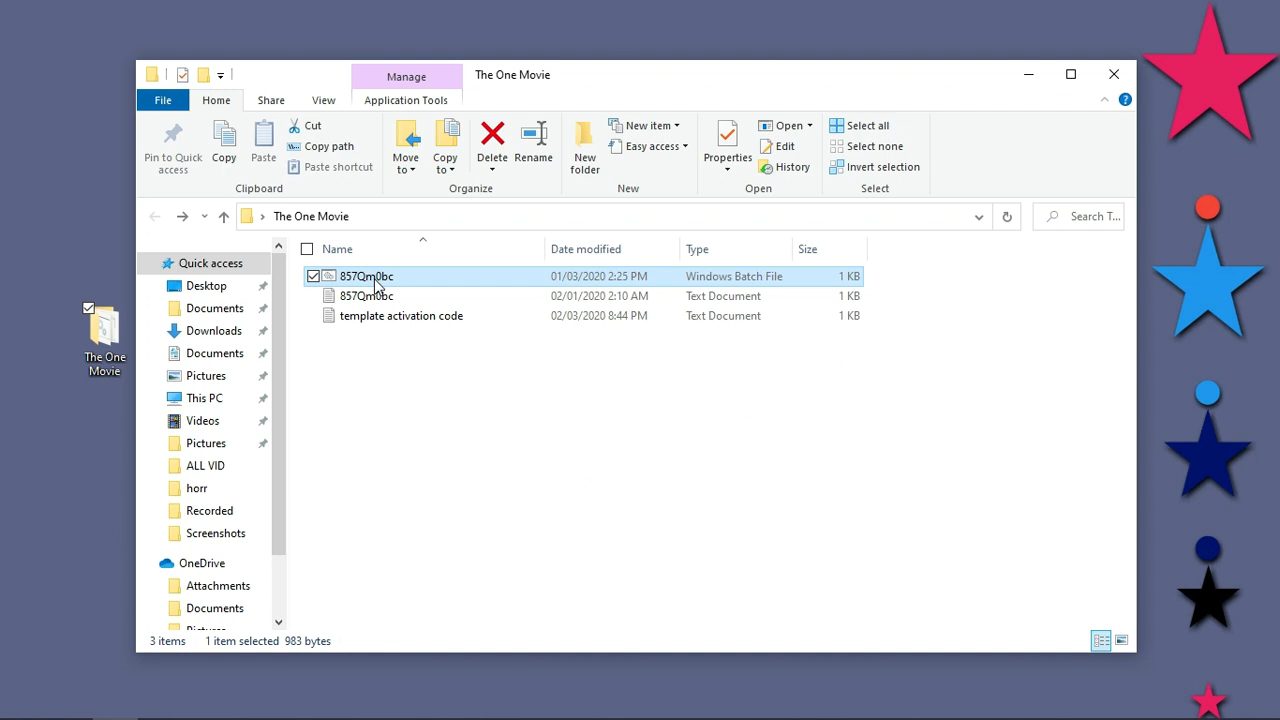 Manage
The One Movie
File
Home
Share
View
Application Tools
Pin to Quick access
Copy
Paste
Cut
Copy path
Paste shortcut
Clipboard
Move to
Copy to
Delete
Rename
Organize
New folder
New item
Easy access
New
Properties
Open
Edit
History
Open
Select all
Select none
Invert selection
Select
The One Movie
Search T...
Name
Date modified
Type
Size
857Qm0bc
01/03/2020 2:25 PM
Windows Batch File
1 KB
857Qm0bc
02/01/2020 2:10 AM
Text Document
1 KB
template activation code
02/03/2020 8:44 PM
Text Document
1 KB
Quick access
Desktop
Documents
Downloads
Documents
Pictures
This PC
Videos
Pictures
ALL VID
horr
Recorded
Screenshots
OneDrive
Attachments
Documents
Pictures
The One
Movie
3 items
1 item selected
983 bytes